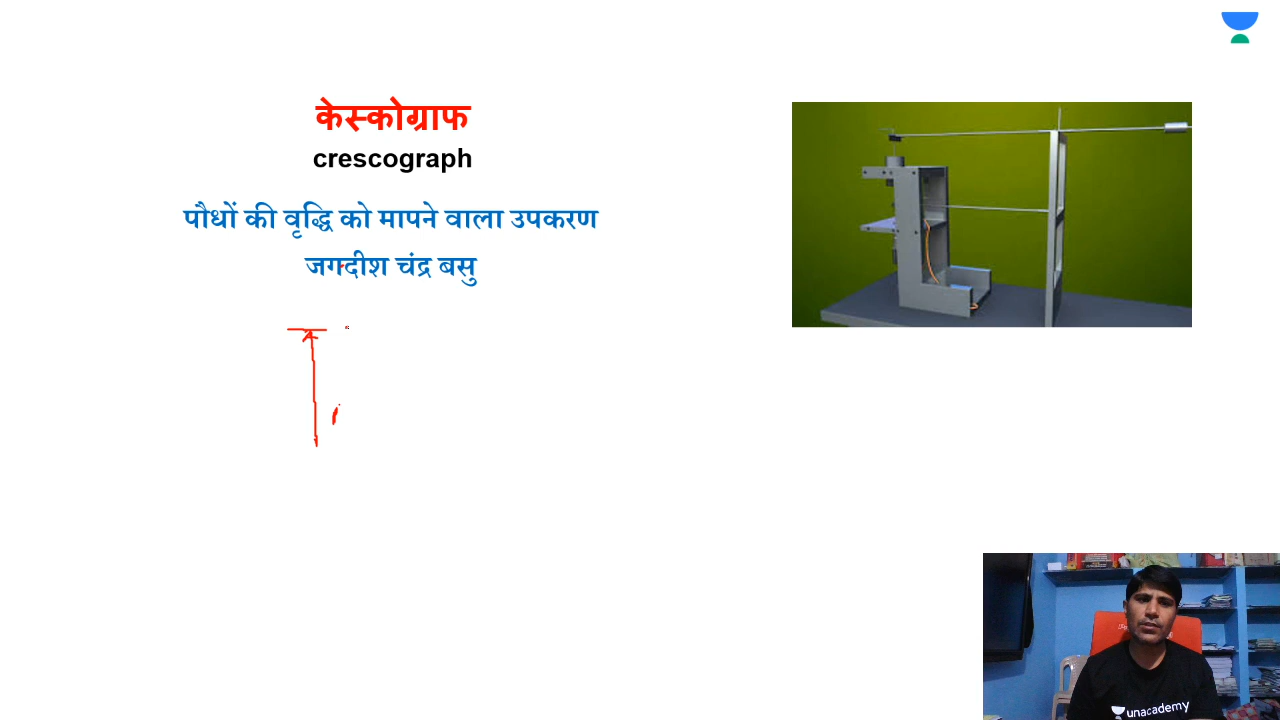 केस्कोग्राफ
crescograph
पौधों की वृद्धि को मापने वाला उपकरण
जगदीश चंद्र बसु
unacademy